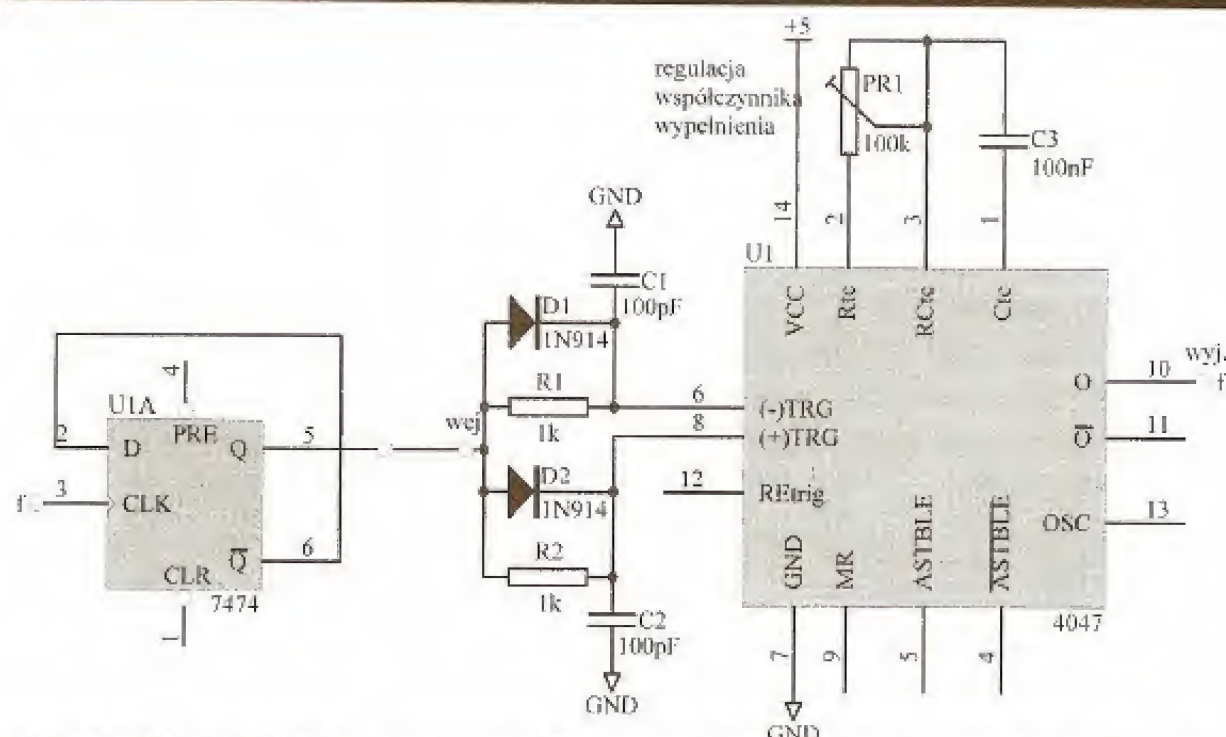 +5
regulacja
współczynnika
wypełnienia
PR1
100k
C3
100nF
14
2
3
1
GND
C1
100pF
U1
VCC
Rtc
RCtc
Ctc
D1
1N914
R1
1k
wej
6
8
(-)TRG
(+)TRG
O
10
wyj.
f
O
11
D2
1N914
12
REtrig
R2
1k
OSC
13
C2
100pF
GND
GND
MR
ASTBLE
ASTBLE
4047
7
9
5
4
GND
U1A
4
2
D
PRE
Q
5
3
CLK
f
Q
6
CLR
7474
1